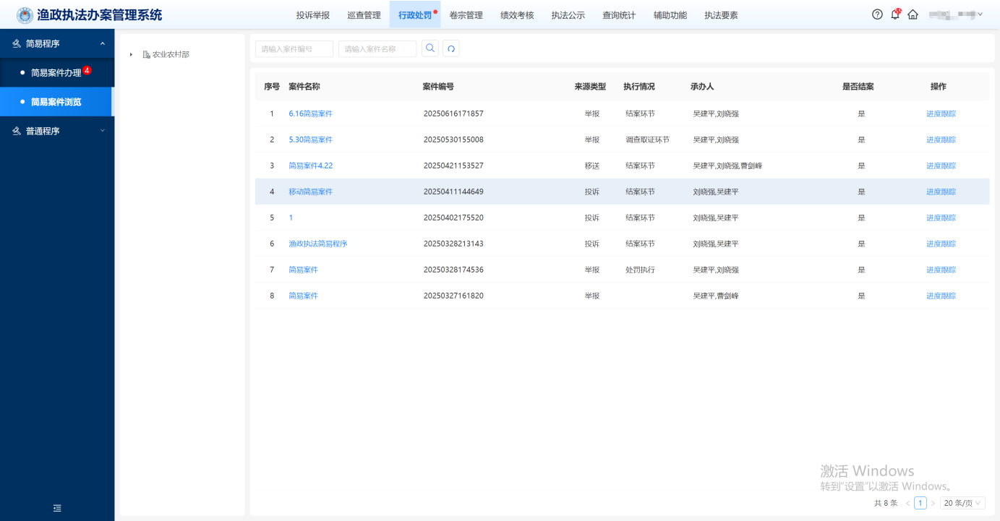 渔政执法办案管理系统 投诉举报 巡查管理 行政处罚 卷宗管理 绩效考核 执法公示 查询统计 辅助功能 执法要素
简易程序
简易案件办理 4
简易案件浏览
普通程序
农业农村部
请输入案件编号 请输入案件名称
序号 案件名称 案件编号 来源类型 执行情况 承办人 是否结案 操作
1 6.16简易案件 20250616171857 举报 结案环节 吴建平,刘晓强 是 进度跟踪
2 5.30简易案件 20250530155008 举报 调查取证环节 吴建平,刘晓强 是 进度跟踪
3 简易案件4.22 20250421153527 移送 结案环节 吴建平,刘晓强,曹剑峰 是 进度跟踪
4 移动简易案件 20250411144649 投诉 结案环节 刘晓强,吴建平 是 进度跟踪
5 1 20250402175520 投诉 结案环节 刘晓强,吴建平 是 进度跟踪
6 渔政执法简易程序 20250328213143 投诉 结案环节 刘晓强,吴建平 是 进度跟踪
7 简易案件 20250328174536 举报 处罚执行 吴建平,刘晓强 是 进度跟踪
8 简易案件 20250327161820 举报 吴建平,曹剑峰 是 进度跟踪
激活 Windows
转到“设置”以激活 Windows。
共 8 条 < 1 > 20 条/页